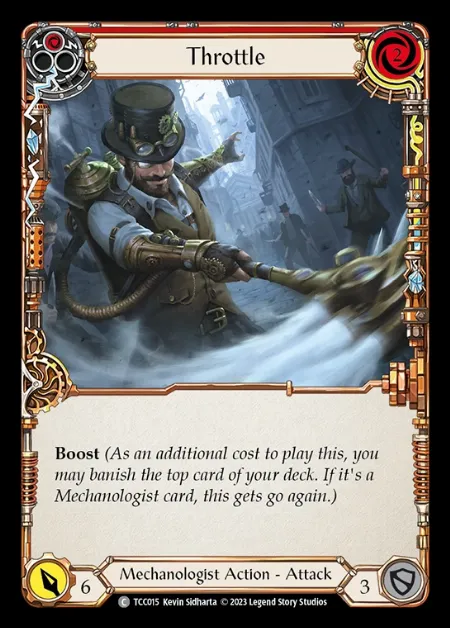 Throttle
2
Boost (As an additional cost to play this, you
may banish the top card of your deck. If it's a
Mechanologist card, this gets go again.)
6
Mechanologist Action - Attack
3
C TCC015 Kevin Sidharta © 2023 Legend Story Studios